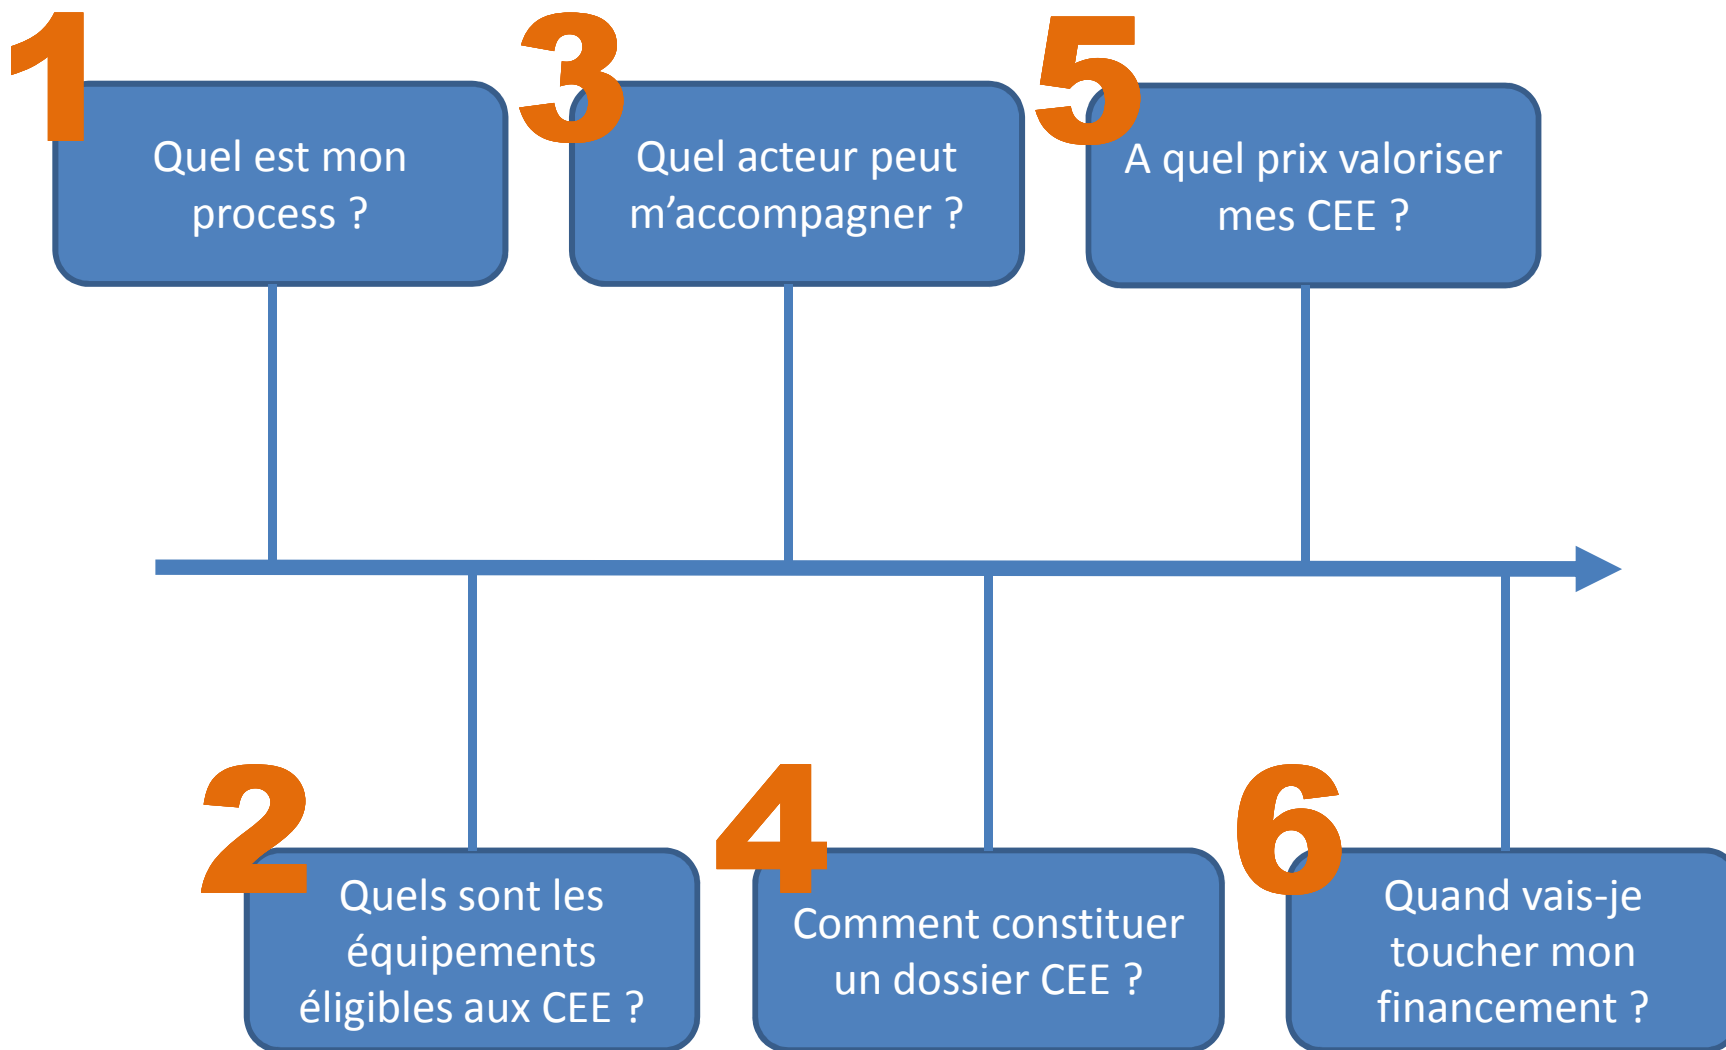 1
Quel est mon
process ?
2
Quels sont les
équipements
éligibles aux CEE ?
3
Quel acteur peut
m’accompagner ?
4
Comment constituer
un dossier CEE ?
5
A quel prix valoriser
mes CEE ?
6
Quand vais-je
toucher mon
financement ?